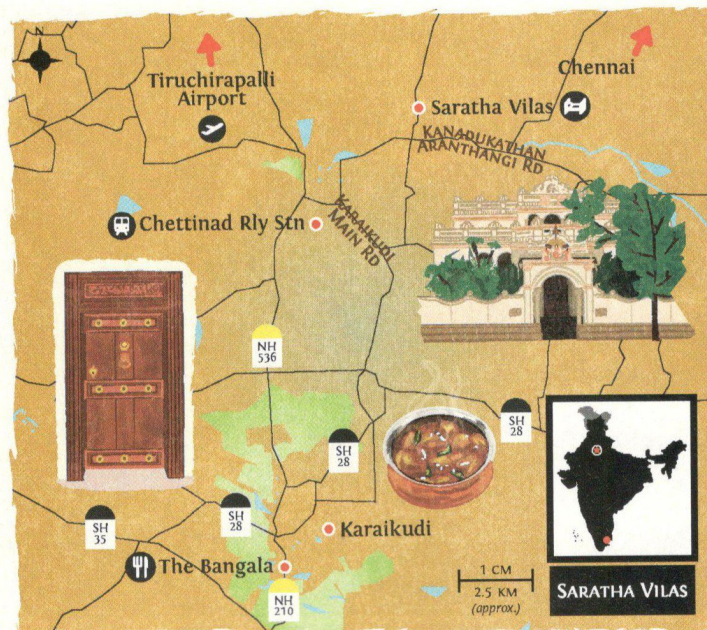 N
Tiruchirapalli
Airport
Chennai
Saratha Vilas
KANADUKATHAN
ARANTHANGI RD
Chettinad Rly Stn
KARAIKUDI
MAIN RD
NH
536
SH
28
SH
28
SH
35
SH
28
Karaikudi
The Bangala
NH
210
1 CM
2.5 KM
(approx.)
SARATHA VILAS